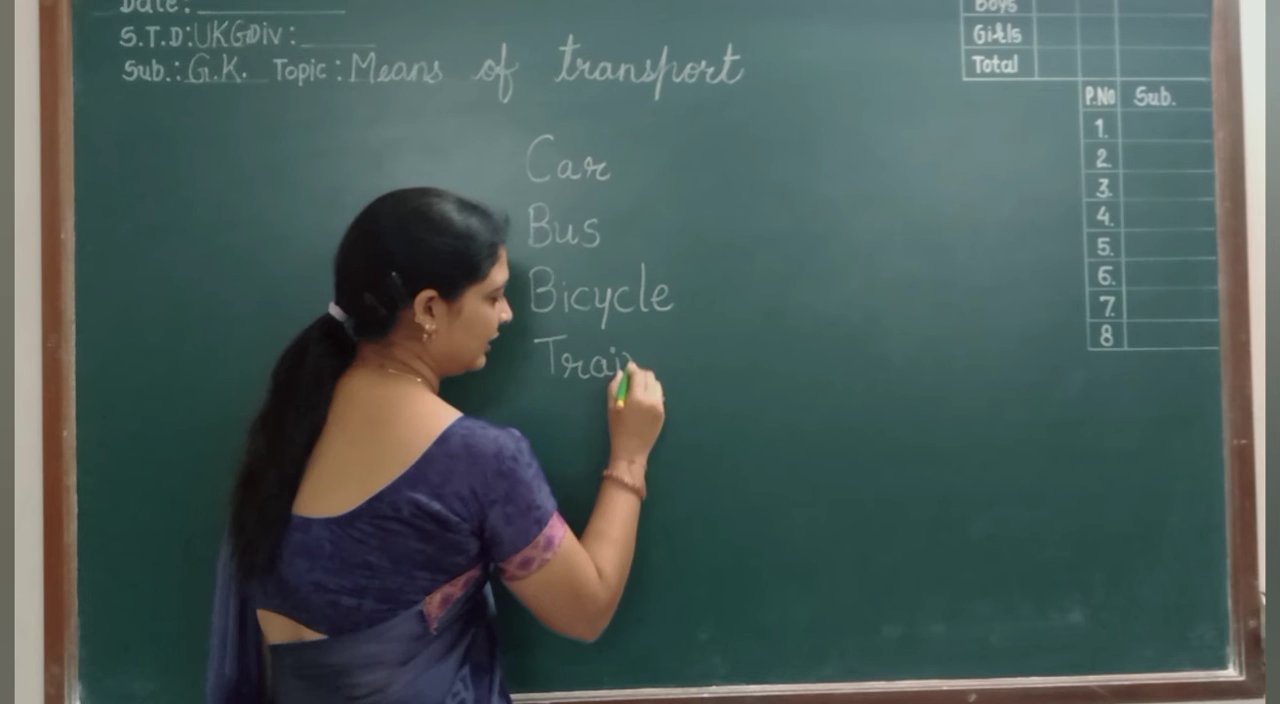 Date:
S.T.D:UKG Div:
Sub.: G.K. Topic: Means of transport
Car
Bus
Bicycle
Trai
Boys
Girls
Total
P.No Sub.
1.
2.
3.
4.
5.
6.
7.
8